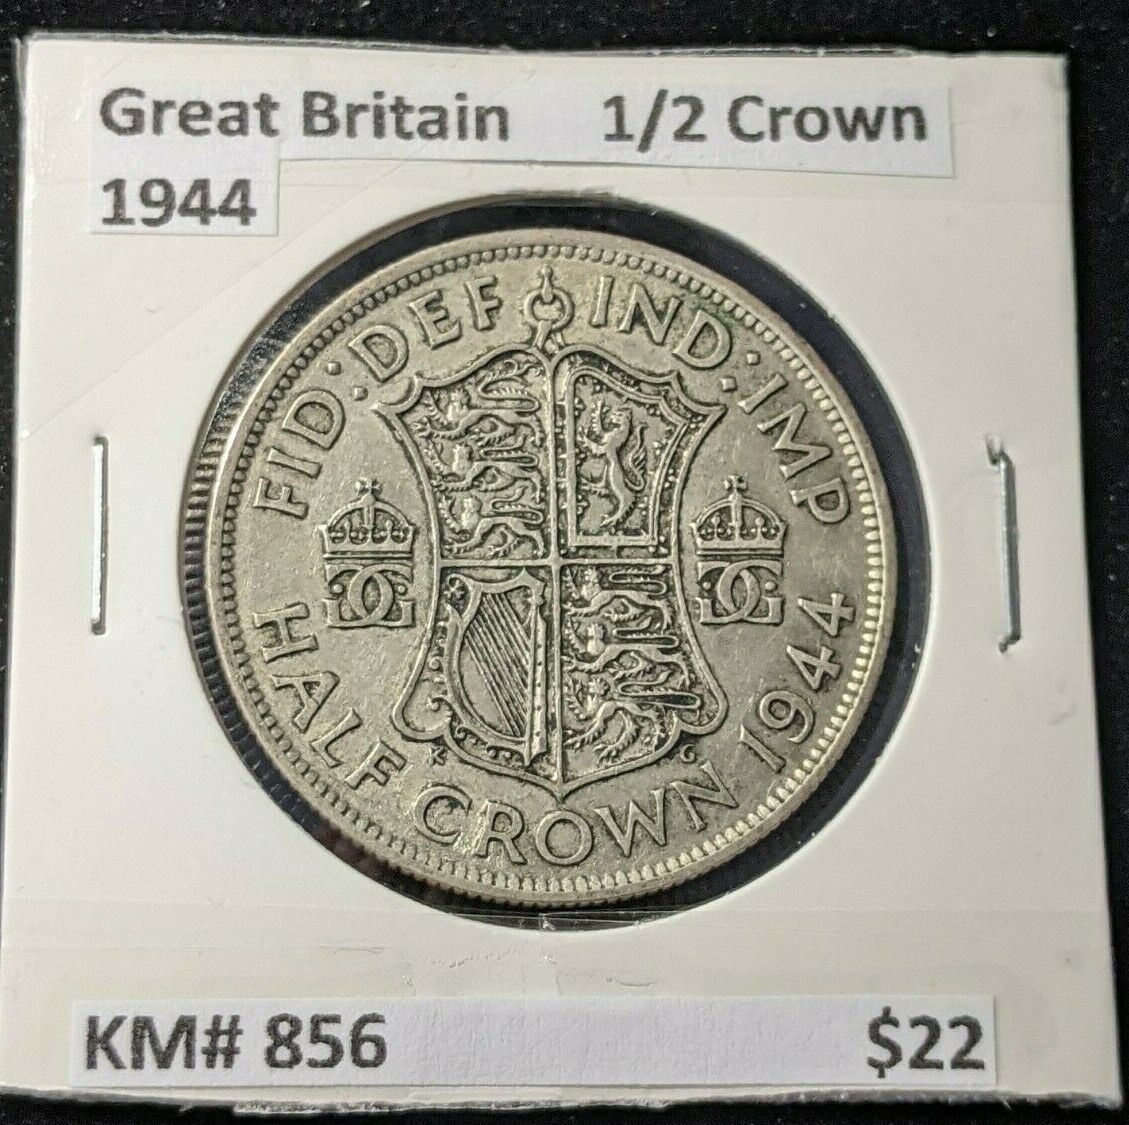 Great Britain 1/2 Crown
1944
FID·DEF IND·IMP
HALF CROWN 1944
K G
KM# 856 $22